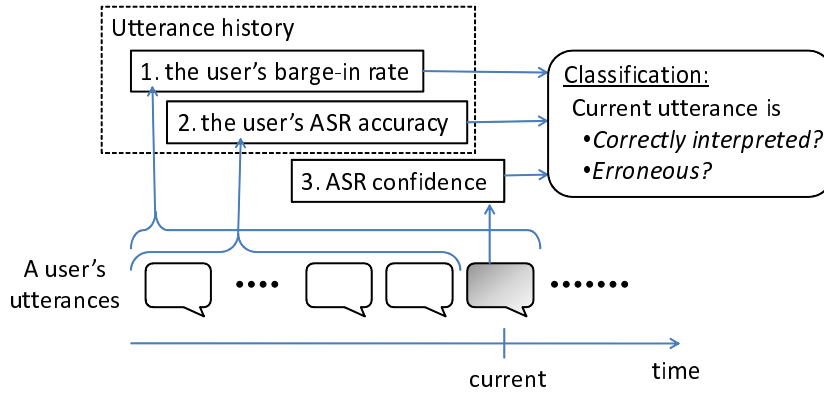 Utterance history
1. the user's barge-in rate
2. the user's ASR accuracy
3. ASR confidence
Classification:
Current utterance is
•Correctly interpreted?
•Erroneous?
A user's
utterances
current
time